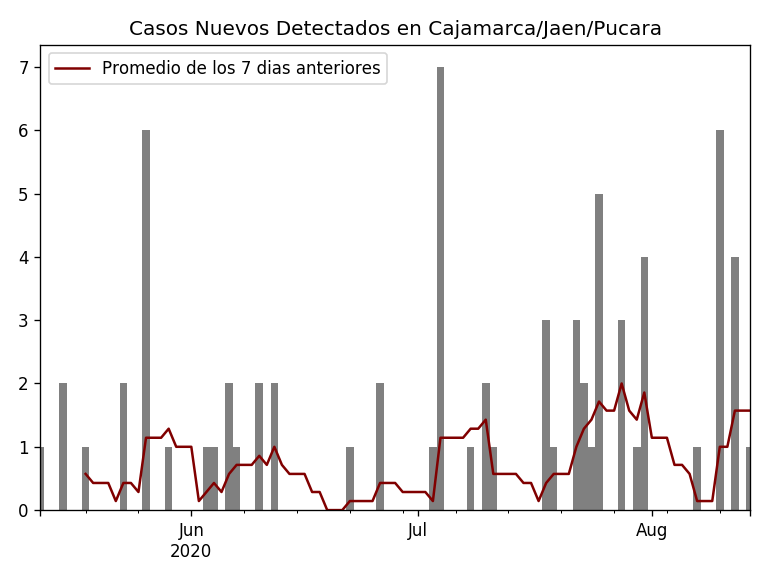 Casos Nuevos Detectados en Cajamarca/Jaen/Pucara
Promedio de los 7 dias anteriores
7
6
5
4
3
2
1
0
Jun
2020
Jul
Aug